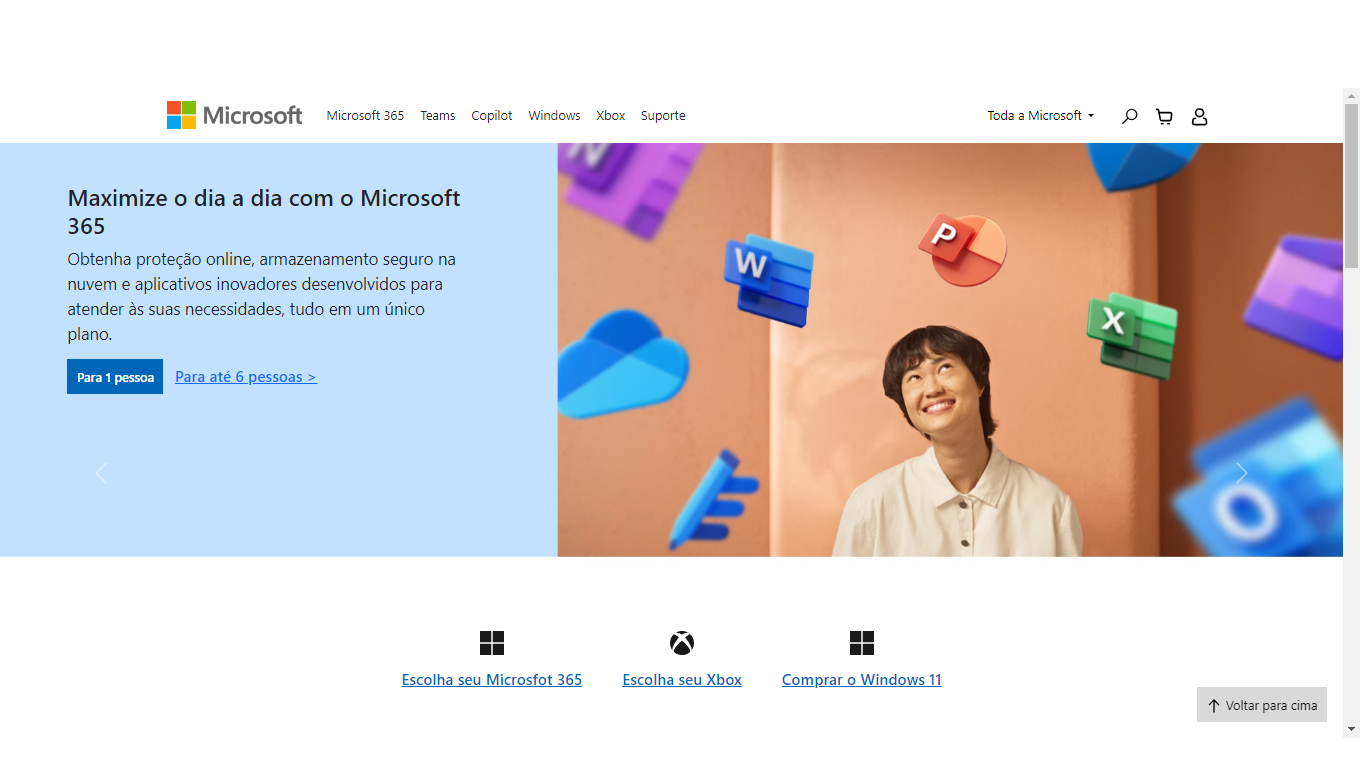 Microsoft Microsoft 365 Teams Copilot Windows Xbox Suporte Toda a Microsoft
Maximize o dia a dia com o Microsoft
365
Obtenha proteção online, armazenamento seguro na
nuvem e aplicativos inovadores desenvolvidos para
atender às suas necessidades, tudo em um único
plano.
Para 1 pessoa Para até 6 pessoas >
N
W
P
X
O
Escolha seu Microsfot 365 Escolha seu Xbox Comprar o Windows 11
Voltar para cima